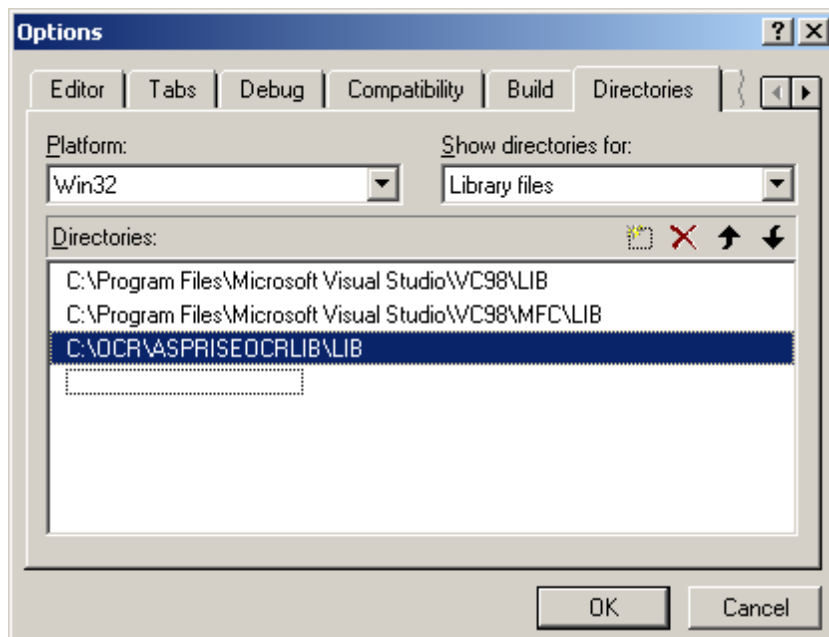 Options
Editor Tabs Debug Compatibility Build Directories
Platform: Show directories for:
Win32 Library files
Directories:
C:\Program Files\Microsoft Visual Studio\VC98\LIB
C:\Program Files\Microsoft Visual Studio\VC98\MFC\LIB
C:\OCR\ASPRISEOCRLIB\LIB
OK Cancel